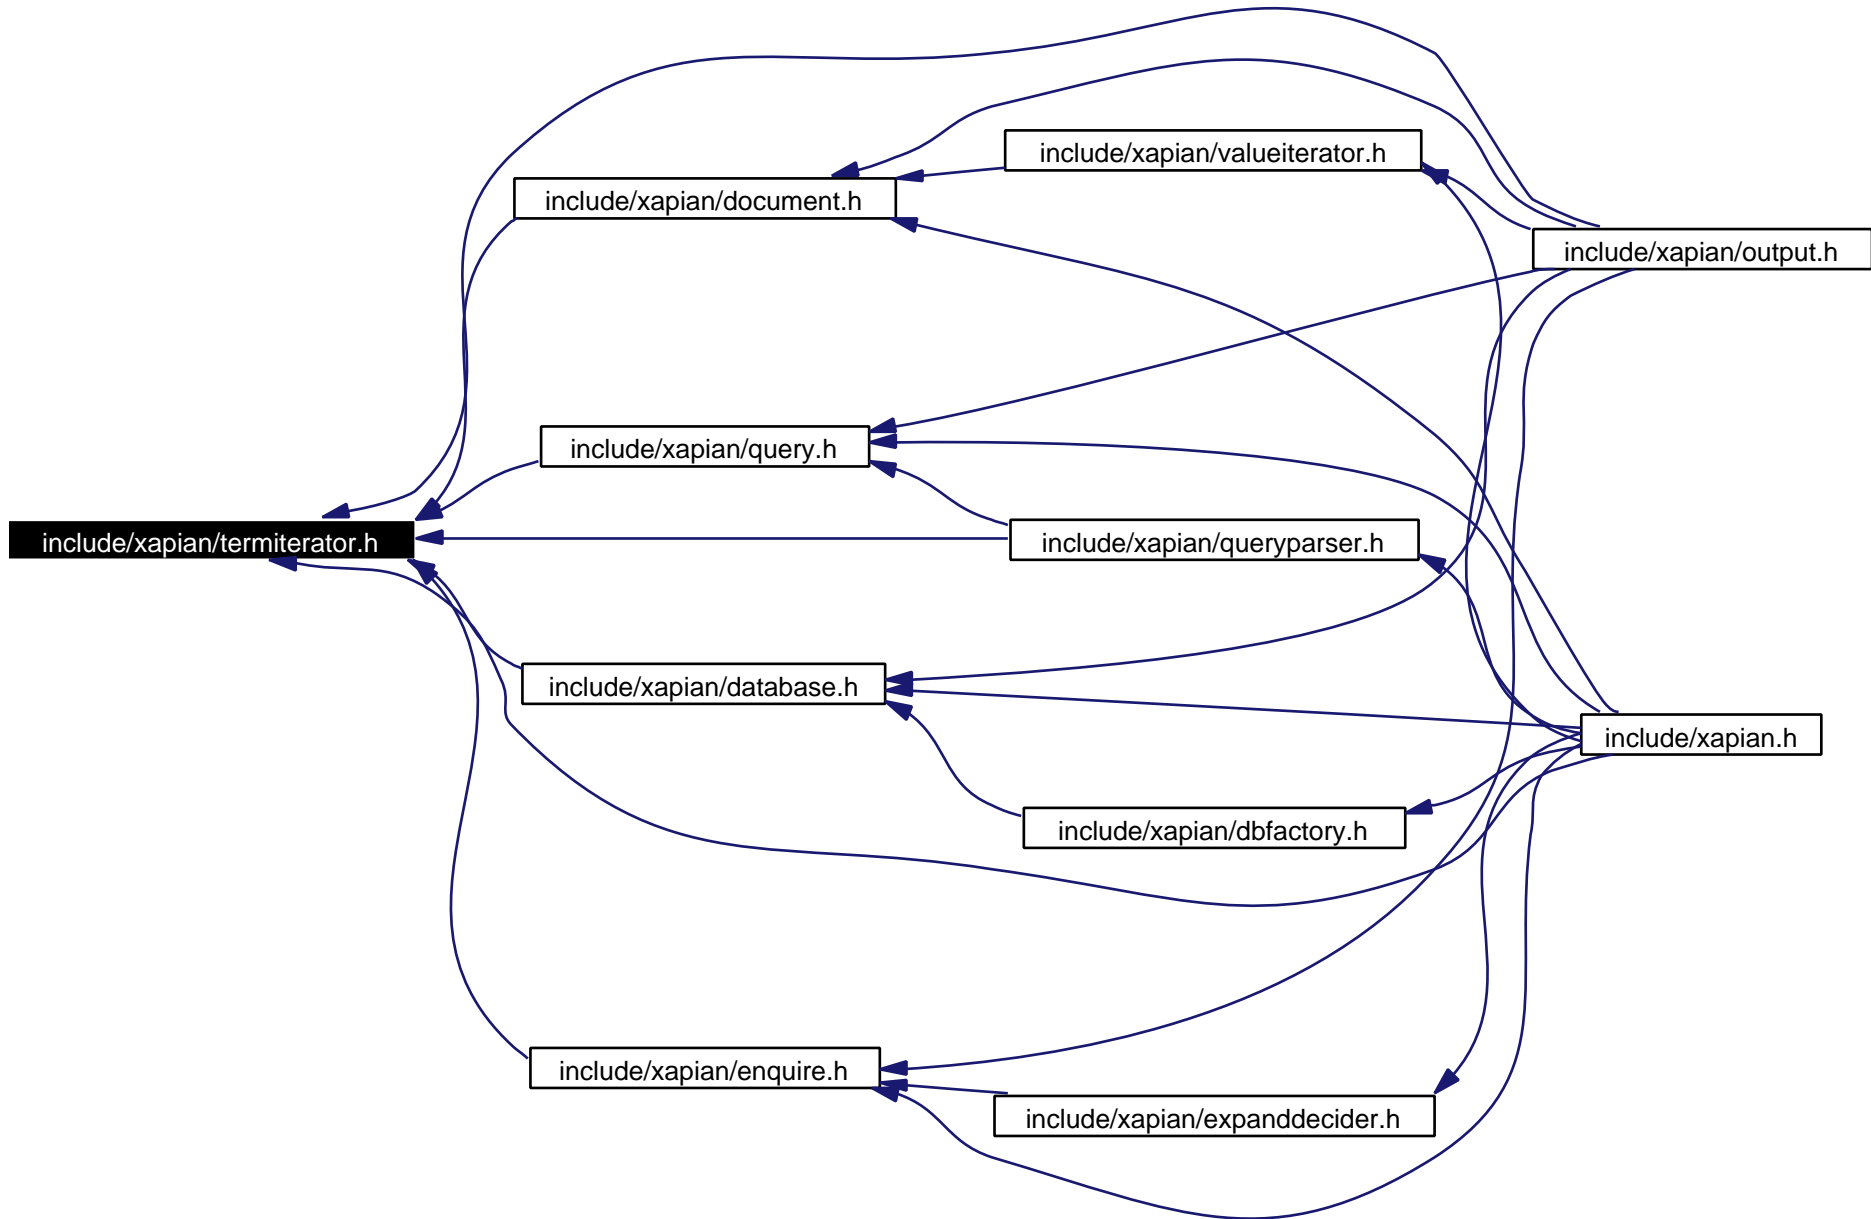 include/xapian/valueiterator.h
include/xapian/document.h
include/xapian/output.h
include/xapian/query.h
include/xapian/termiterator.h
include/xapian/queryparser.h
include/xapian/database.h
include/xapian.h
include/xapian/dbfactory.h
include/xapian/enquire.h
include/xapian/expanddecider.h